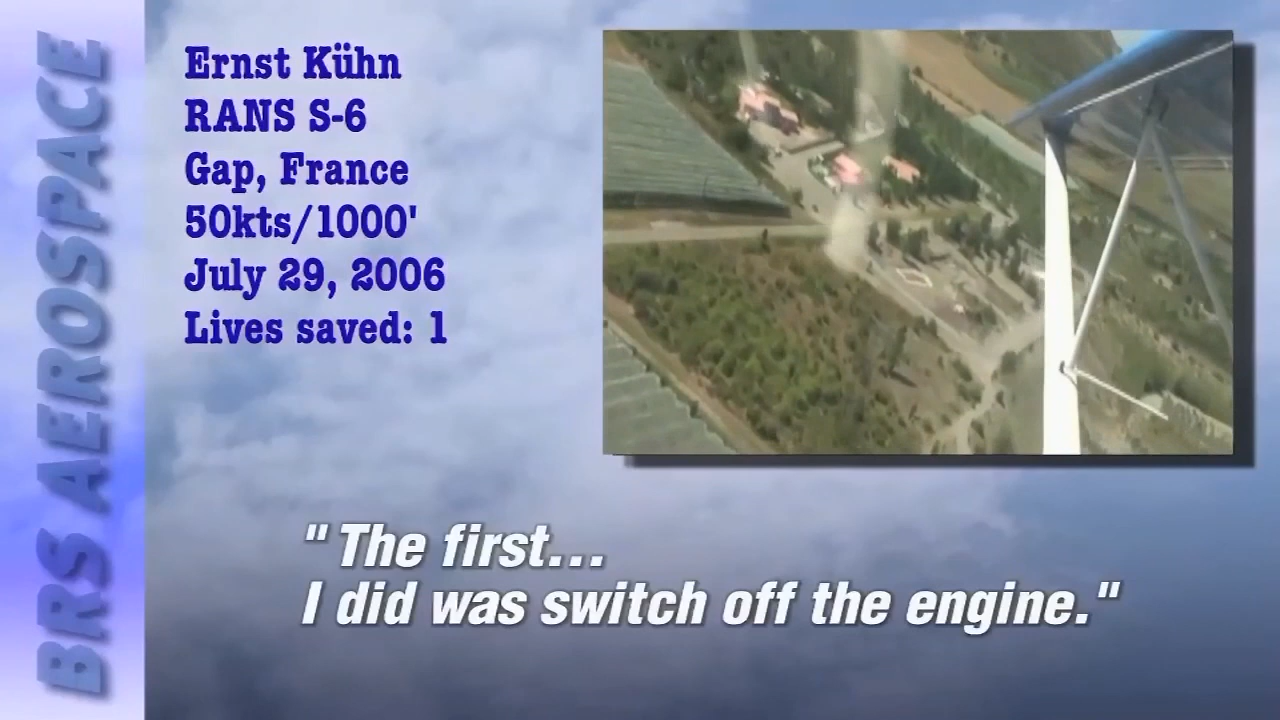 BRS AEROSPACE
Ernst Kühn
RANS S-6
Gap, France
50kts/1000'
July 29, 2006
Lives saved: 1
"The first...
I did was switch off the engine."